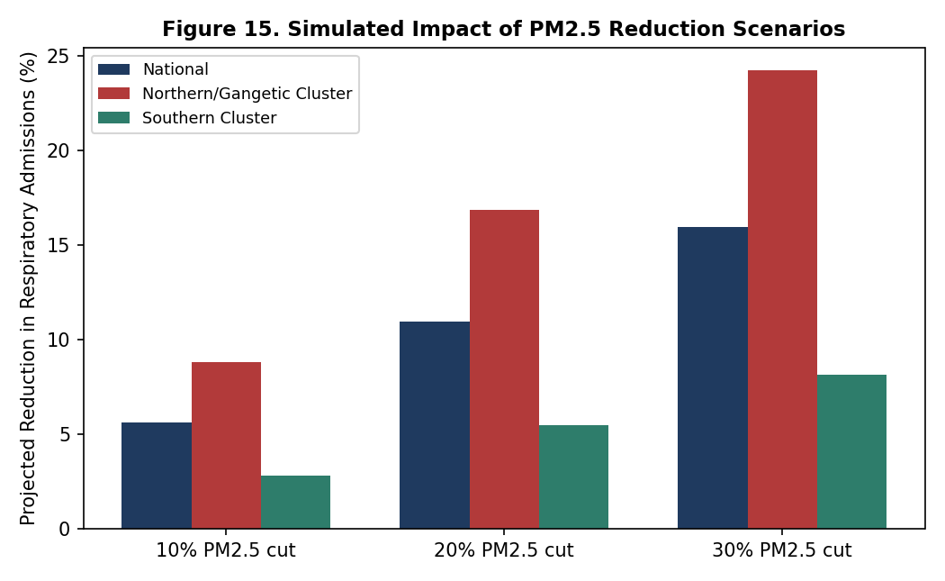 Figure 15. Simulated Impact of PM2.5 Reduction Scenarios
Projected Reduction in Respiratory Admissions (%)
National
Northern/Gangetic Cluster
Southern Cluster
25
20
15
10
5
0
10% PM2.5 cut
20% PM2.5 cut
30% PM2.5 cut